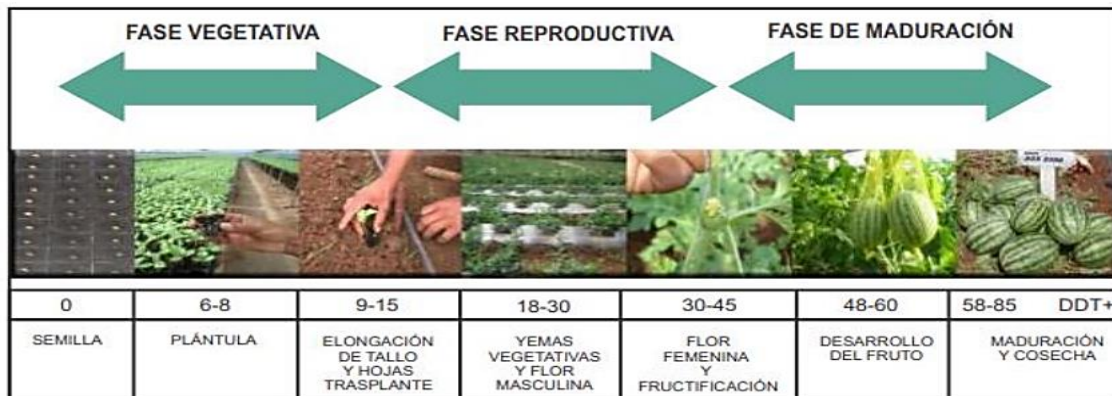 FASE VEGETATIVA
FASE REPRODUCTIVA
FASE DE MADURACIÓN
0
6-8
9-15
18-30
30-45
48-60
58-85 DDT+
SEMILLA
PLÁNTULA
ELONGACIÓN
DE TALLO
Y HOJAS
TRASPLANTE
YEMAS
VEGETATIVAS
Y FLOR
MASCULINA
FLOR
FEMENINA
Y
FRUCTIFICACIÓN
DESARROLLO
DEL FRUTO
MADURACIÓN
Y COSECHA